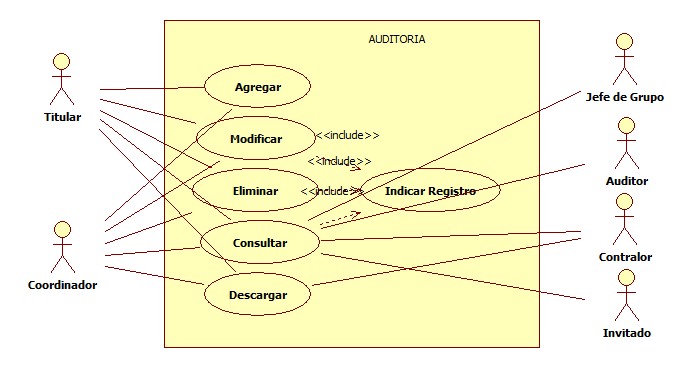 AUDITORIA
Titular
Agregar
Jefe de Grupo
Modificar
<<include>>
<<include>>
Auditor
Eliminar
<<include>>
Indicar Registro
Coordinador
Consultar
Contralor
Descargar
Invitado